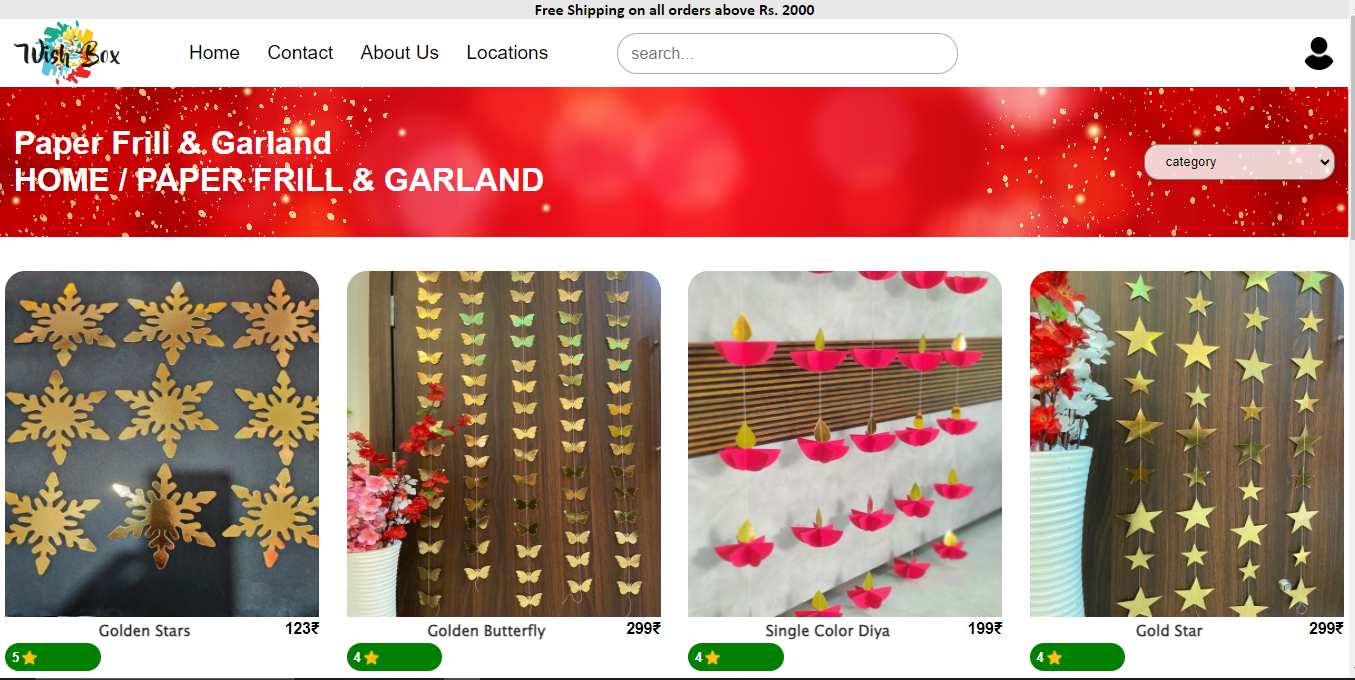 Free Shipping on all orders above Rs. 2000
Wish Box
Home Contact About Us Locations search...
Paper Frill & Garland
HOME / PAPER FRILL & GARLAND
category
Golden Stars 123₹
5
Golden Butterfly 299₹
4
Single Color Diya 199₹
4
Gold Star 299₹
4